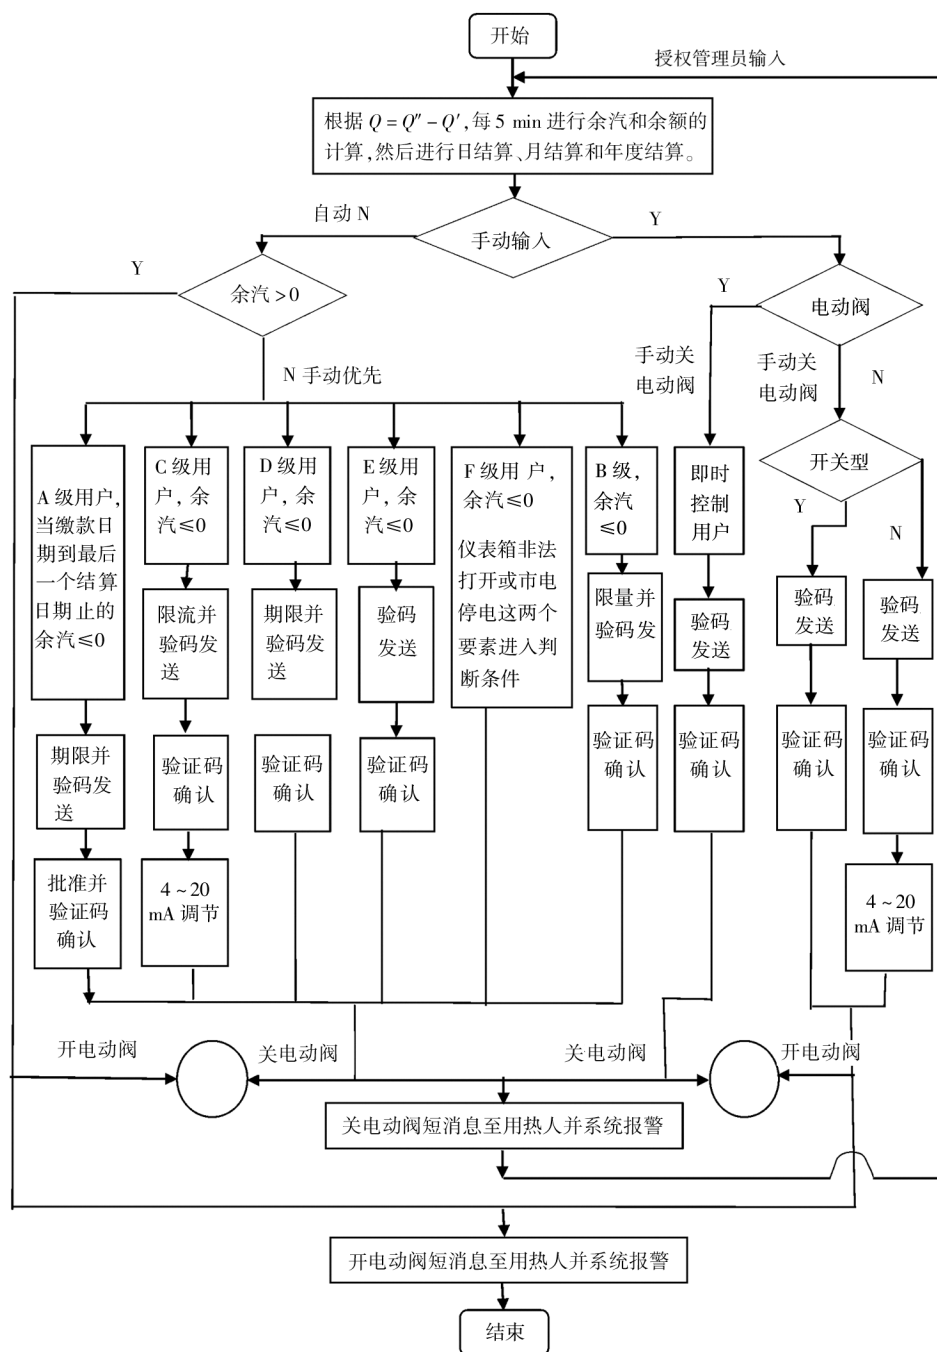 开始
授权管理员输入
根据 Q = Q″ − Q′, 每 5 min 进行余汽和余额的
计算, 然后进行日结算、月结算和年度结算。
自动 N
手动输入
Y
Y
余汽 > 0
Y
电动阀
手动关
电动阀
手动关
电动阀
N
N 手动优先
A 级用户,
当缴款日
期到最后
一个结算
日期止的
余汽≤0
C 级用
户, 余
汽≤0
D 级用
户, 余
汽≤0
E 级用
户, 余
汽≤0
F 级用 户,
余汽≤0
仪表箱非法
打开或市电
停电这两个
要素进入判
断条件
B 级,
余汽
≤0
即时
控制
用户
开关型
Y
N
限流并
验码发
送
期限并
验码发
送
验码
发送
限量并
验码发
验码
发送
验码
发送
验码
发送
期限并
验码发
送
验证码
确认
验证码
确认
验证码
确认
验证码
确认
验证码
确认
验证码
确认
验证码
确认
批准并
验证码
确认
4 ~ 20
mA 调节
4 ~ 20
mA 调节
开电动阀
关电动阀
关电动阀
开电动阀
关电动阀短消息至用热人并系统报警
开电动阀短消息至用热人并系统报警
结束